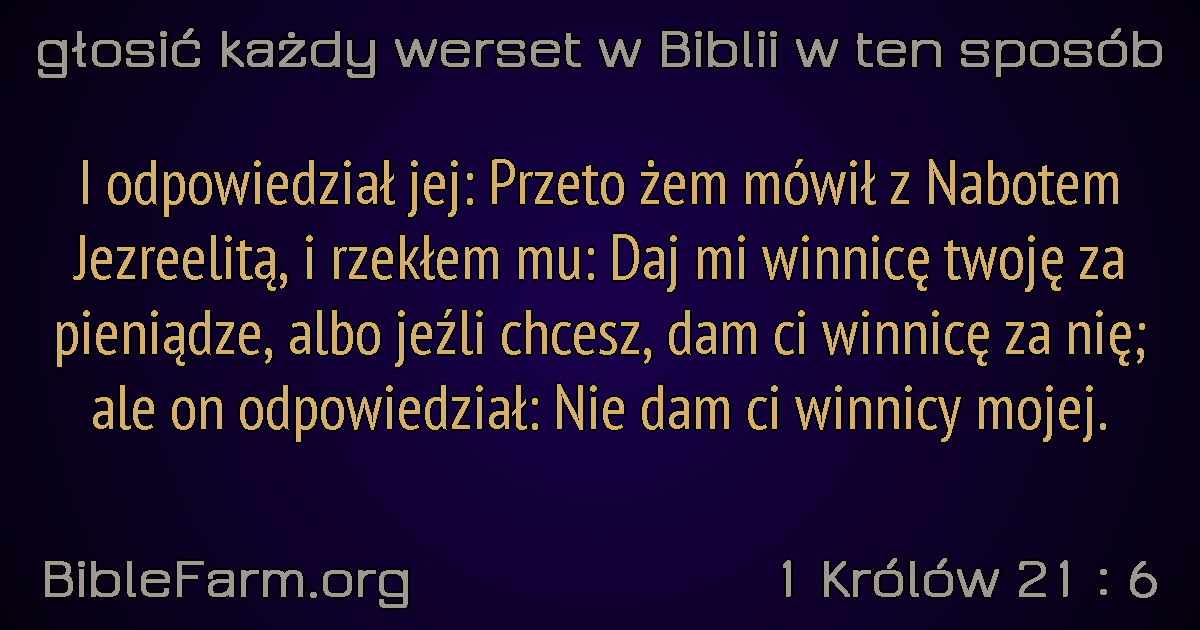 głosić każdy werset w Biblii w ten sposób
I odpowiedział jej: Przeto żem mówił z Nabotem
Jezreelitą, i rzekłem mu: Daj mi winnicę twoję za
pieniądze, albo jeźli chcesz, dam ci winnicę za nię;
ale on odpowiedział: Nie dam ci winnicy mojej.
BibleFarm.org
1 Królów 21 : 6